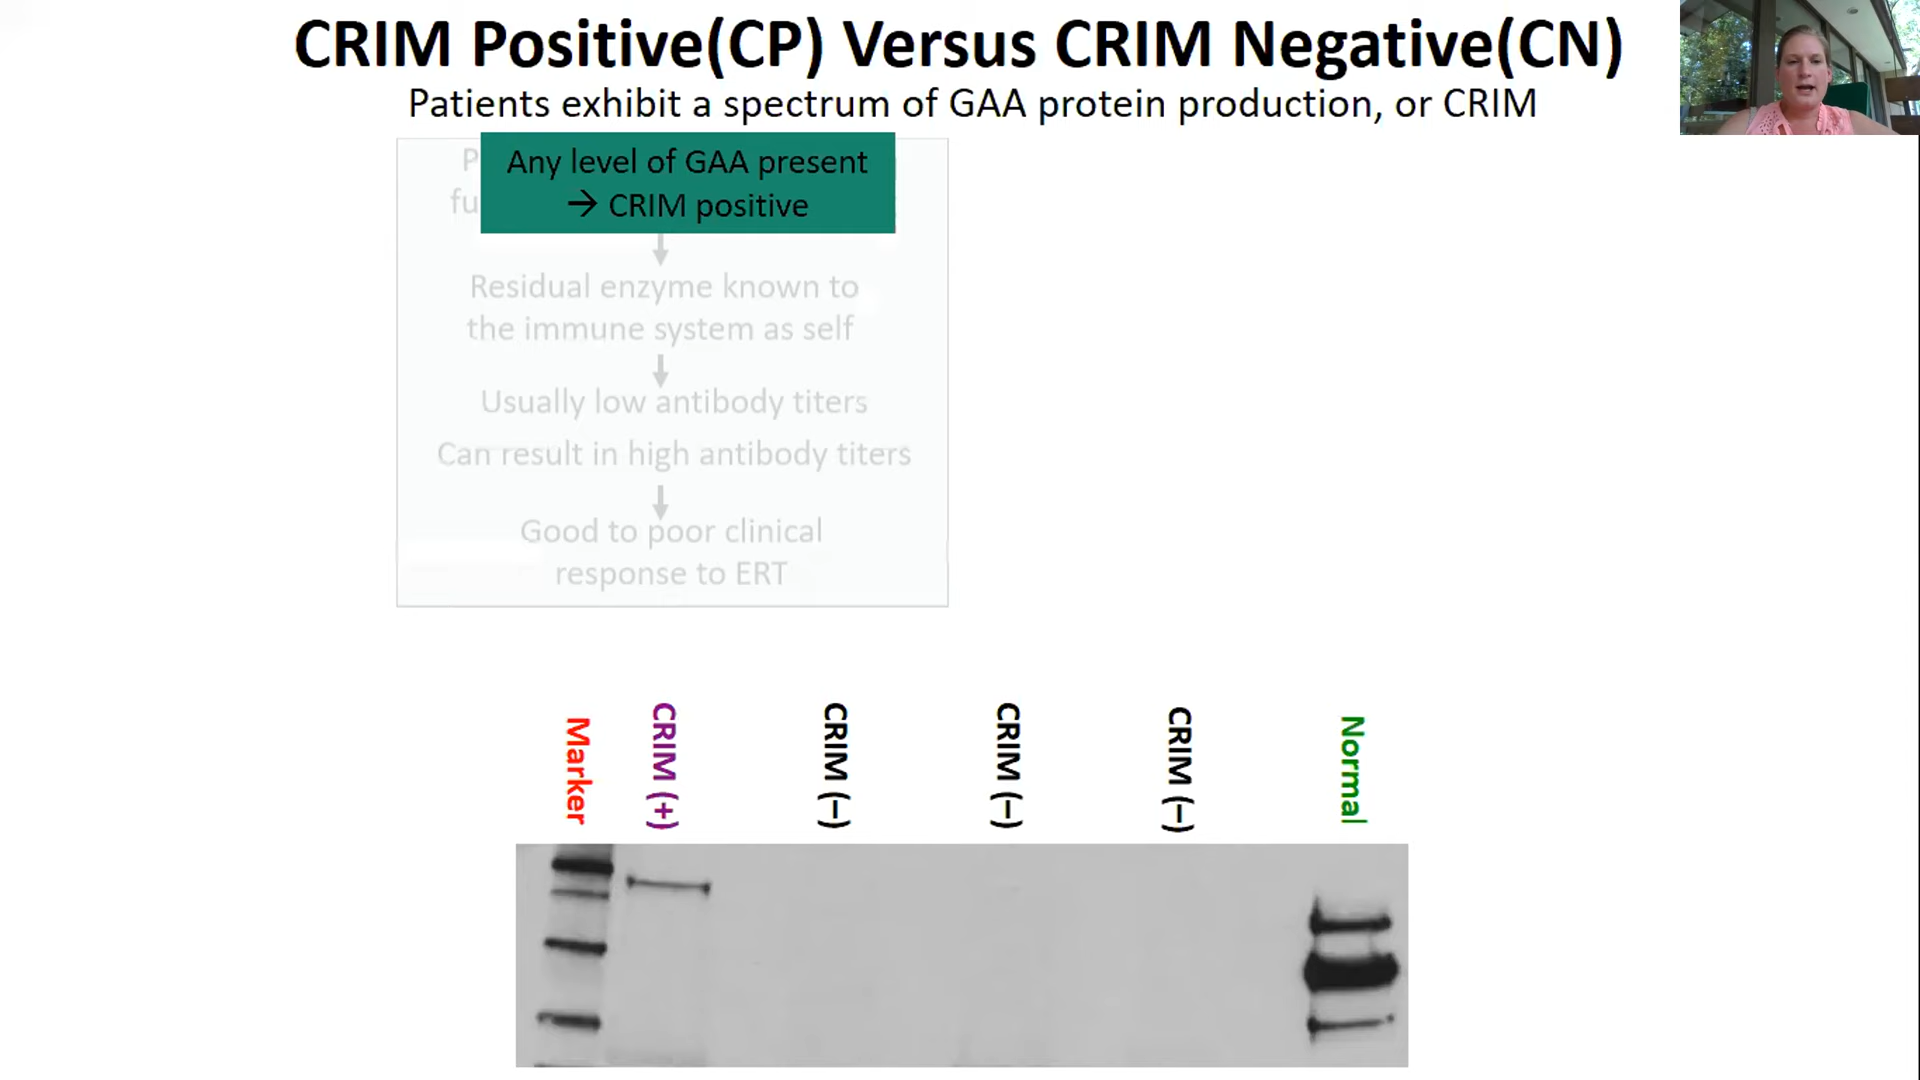 CRIM Positive(CP) Versus CRIM Negative(CN)
Patients exhibit a spectrum of GAA protein production, or CRIM
Any level of GAA present
→ CRIM positive
Residual enzyme known to
the immune system as self
Usually low antibody titers
Can result in high antibody titers
Good to poor clinical
response to ERT
Marker
CRIM (+)
CRIM (–)
CRIM (–)
CRIM (–)
Normal